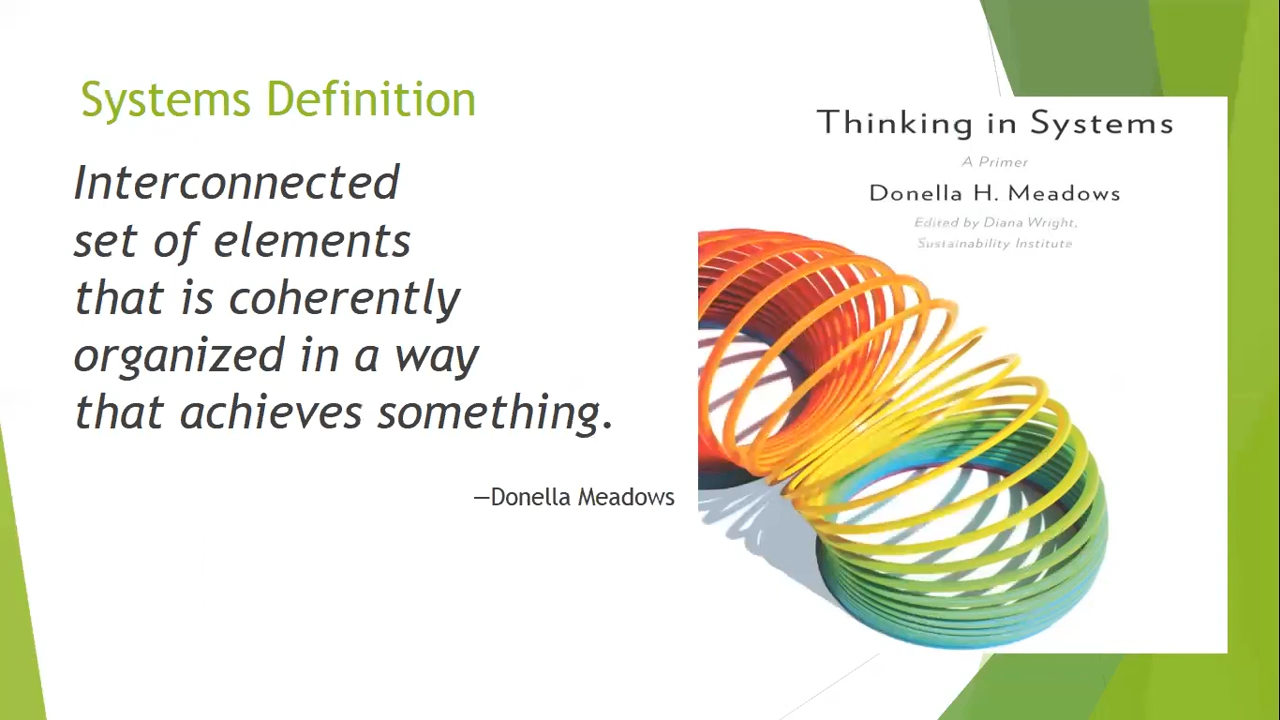 Systems Definition
Interconnected
set of elements
that is coherently
organized in a way
that achieves something.
—Donella Meadows
Thinking in Systems
A Primer
Donella H. Meadows
Edited by Diana Wright,
Sustainability Institute